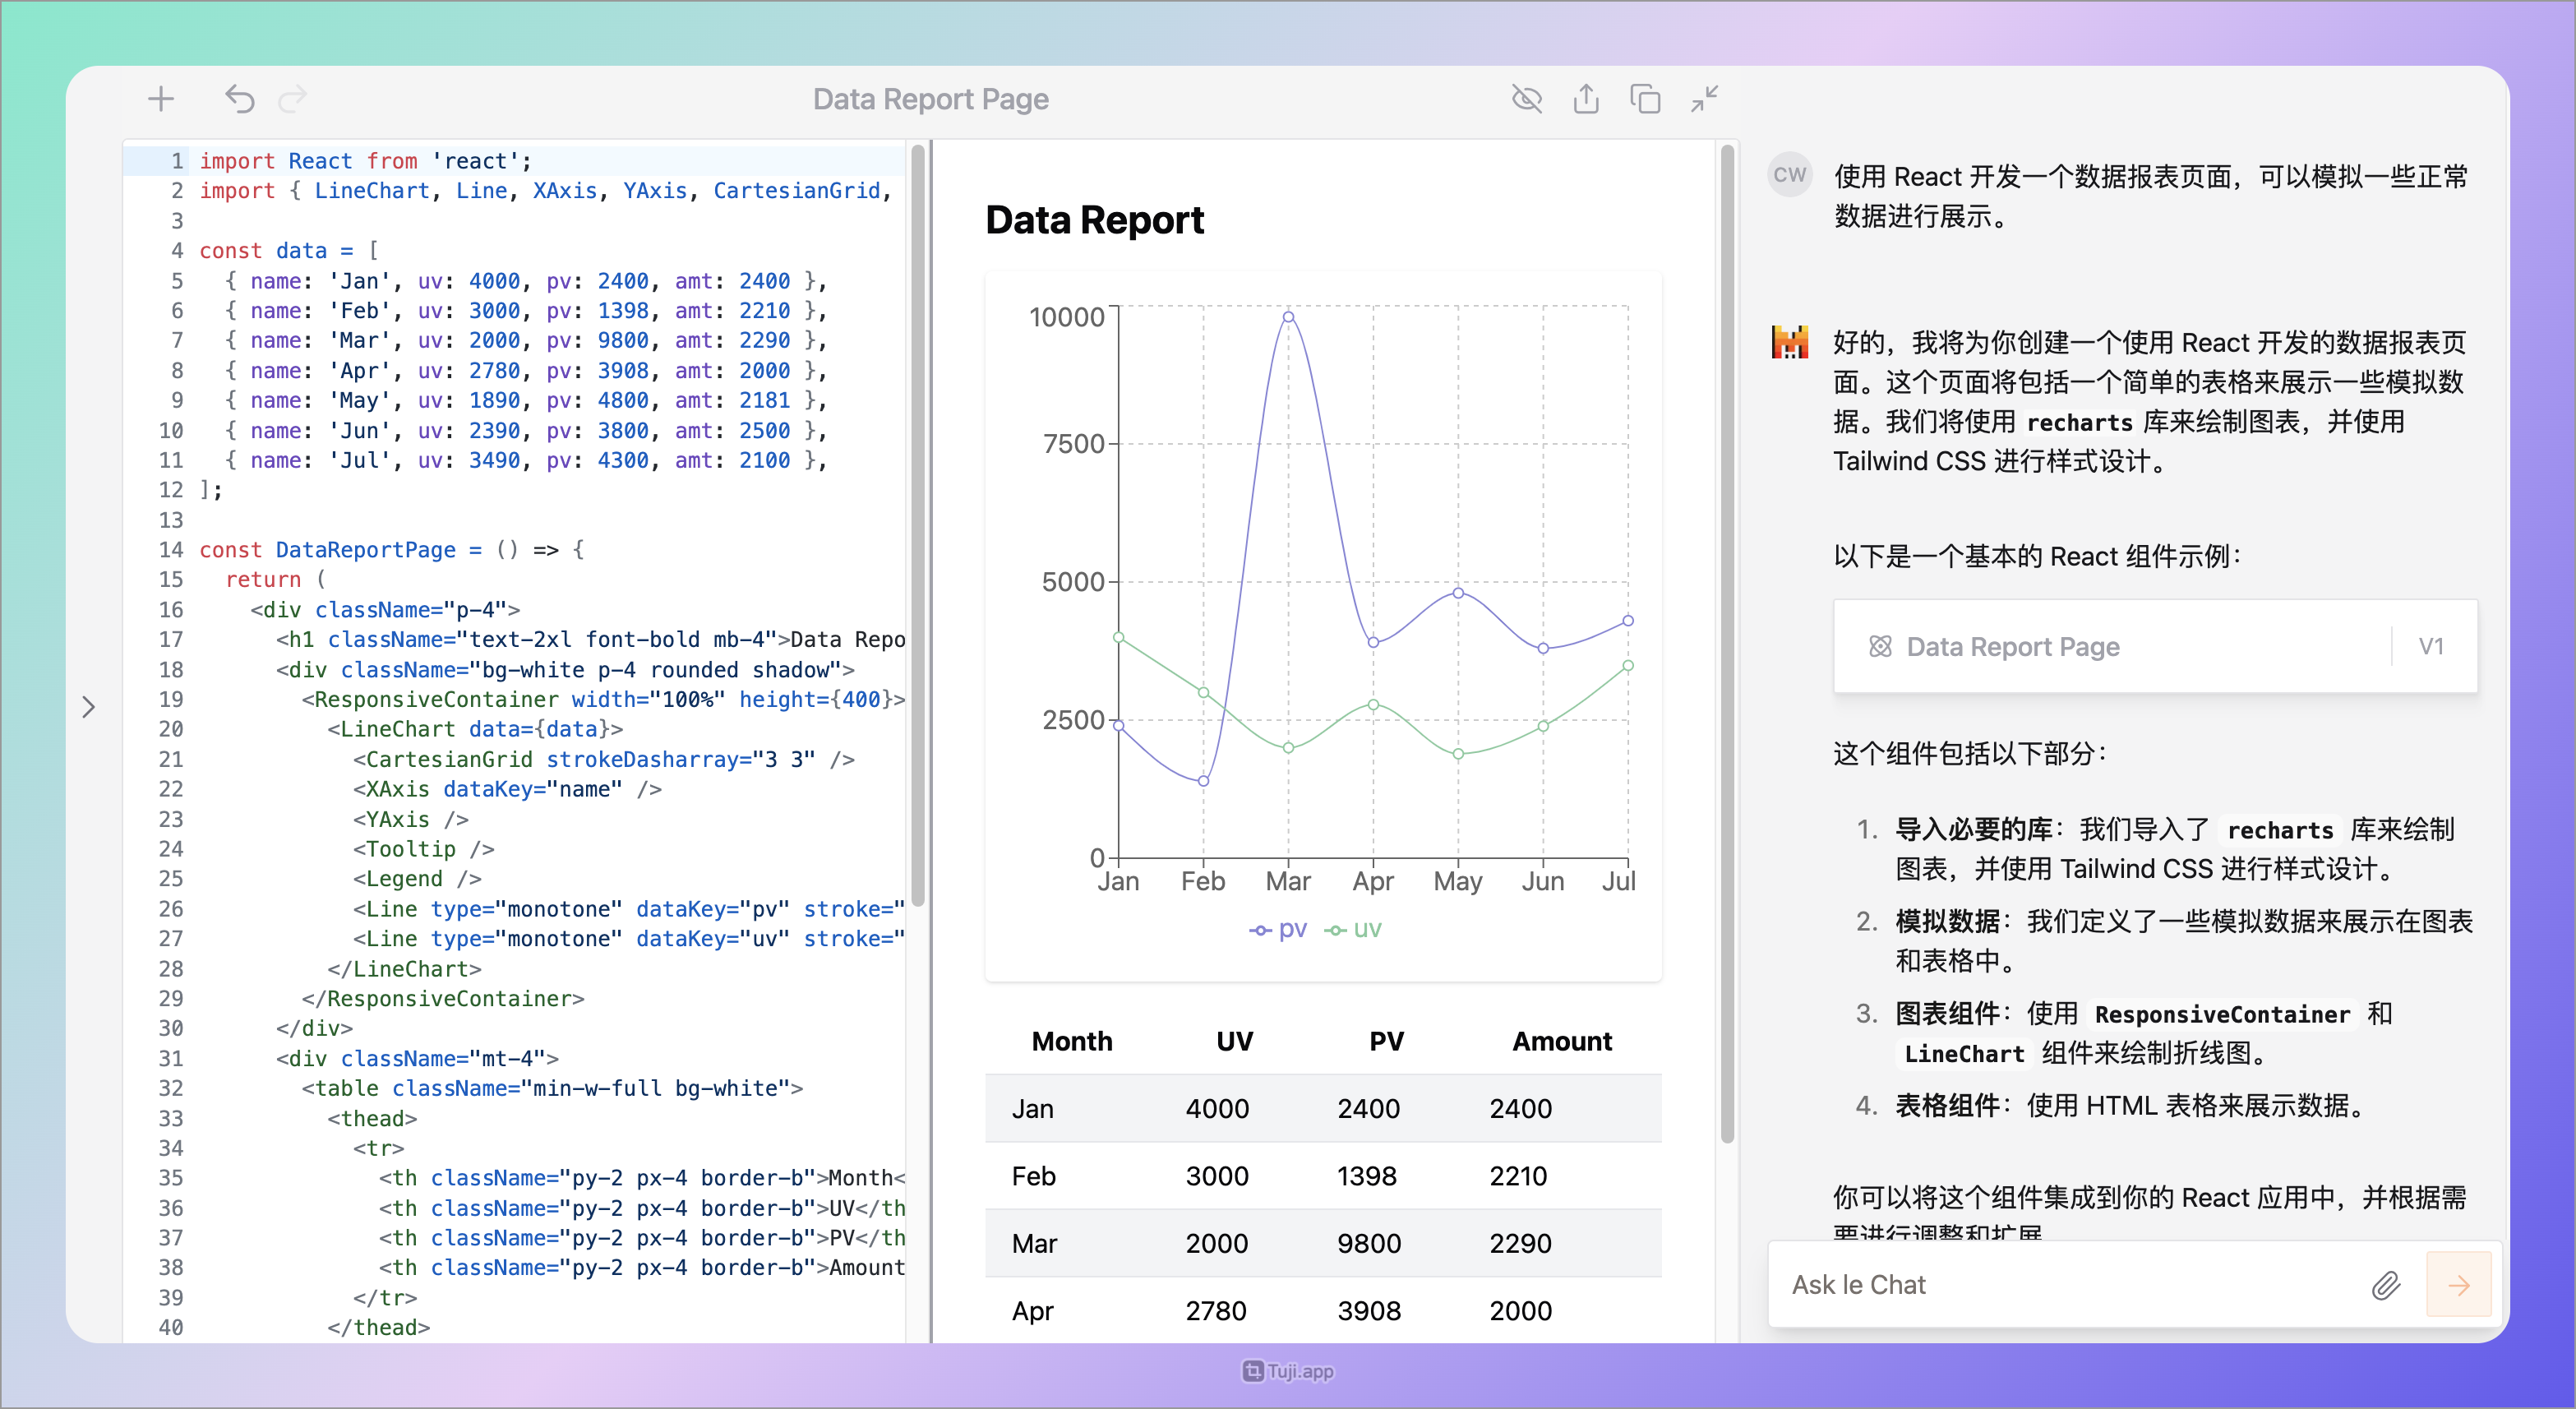 Data Report Page
1 import React from 'react';
2 import { LineChart, Line, XAxis, YAxis, CartesianGrid,
3
4 const data = [
5 { name: 'Jan', uv: 4000, pv: 2400, amt: 2400 },
6 { name: 'Feb', uv: 3000, pv: 1398, amt: 2210 },
7 { name: 'Mar', uv: 2000, pv: 9800, amt: 2290 },
8 { name: 'Apr', uv: 2780, pv: 3908, amt: 2000 },
9 { name: 'May', uv: 1890, pv: 4800, amt: 2181 },
10 { name: 'Jun', uv: 2390, pv: 3800, amt: 2500 },
11 { name: 'Jul', uv: 3490, pv: 4300, amt: 2100 },
12 ];
13
14 const DataReportPage = () => {
15 return (
16 <div className="p-4">
17 <h1 className="text-2xl font-bold mb-4">Data Repo
18 <div className="bg-white p-4 rounded shadow">
19 <ResponsiveContainer width="100%" height={400}>
20 <LineChart data={data}>
21 <CartesianGrid strokeDasharray="3 3" />
22 <XAxis dataKey="name" />
23 <YAxis />
24 <Tooltip />
25 <Legend />
26 <Line type="monotone" dataKey="pv" stroke="
27 <Line type="monotone" dataKey="uv" stroke="
28 </LineChart>
29 </ResponsiveContainer>
30 </div>
31 <div className="mt-4">
32 <table className="min-w-full bg-white">
33 <thead>
34 <tr>
35 <th className="py-2 px-4 border-b">Month<
36 <th className="py-2 px-4 border-b">UV</th
37 <th className="py-2 px-4 border-b">PV</th
38 <th className="py-2 px-4 border-b">Amount
39 </tr>
40 </thead>
Data Report
10000
7500
5000
2500
0
Jan Feb Mar Apr May Jun Jul
pv uv
Month UV PV Amount
Jan 4000 2400 2400
Feb 3000 1398 2210
Mar 2000 9800 2290
Apr 2780 3908 2000
CW
使用 React 开发一个数据报表页面，可以模拟一些正常
数据进行展示。
好的，我将为你创建一个使用 React 开发的数据报表页
面。这个页面将包括一个简单的表格来展示一些模拟数
据。我们将使用 recharts 库来绘制图表，并使用
Tailwind CSS 进行样式设计。
以下是一个基本的 React 组件示例：
Data Report Page V1
这个组件包括以下部分：
1. 导入必要的库：我们导入了 recharts 库来绘制
图表，并使用 Tailwind CSS 进行样式设计。
2. 模拟数据：我们定义了一些模拟数据来展示在图表
和表格中。
3. 图表组件：使用 ResponsiveContainer 和
LineChart 组件来绘制折线图。
4. 表格组件：使用 HTML 表格来展示数据。
你可以将这个组件集成到你的 React 应用中，并根据需
要进行调整和扩展
Ask le Chat
Tuji.app